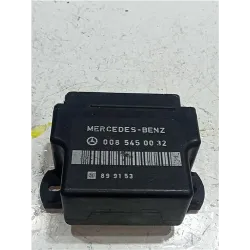 MERCEDES-BENZ
008 545 00 32
89 91 53